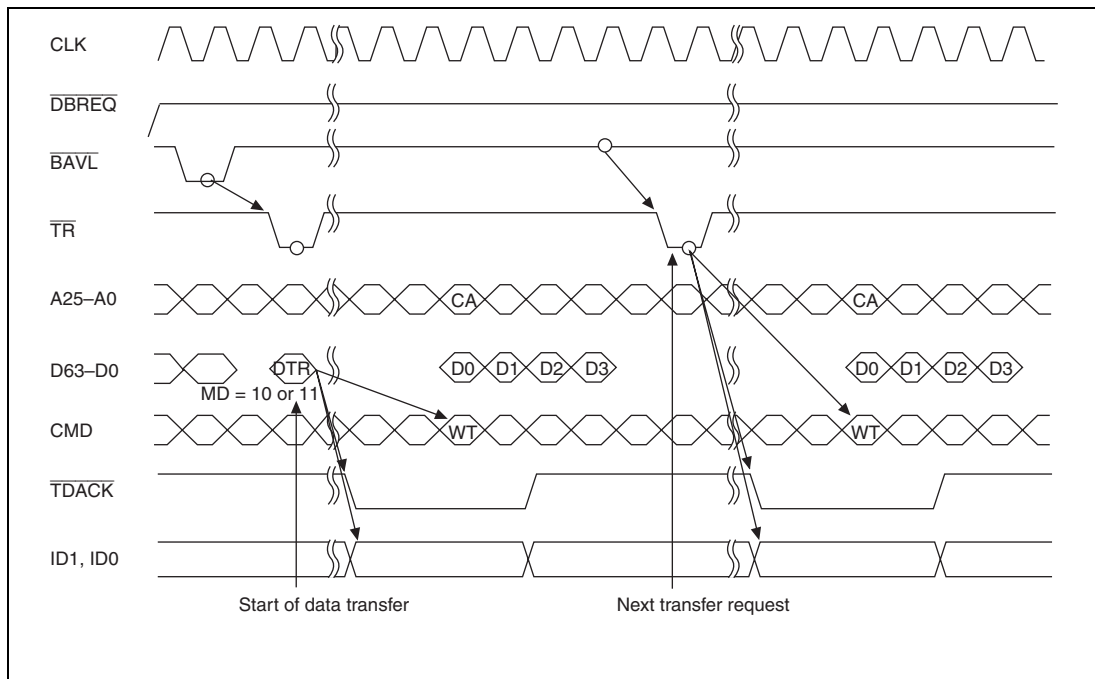 CLK
DBREQ
BAVL
TR
A25–A0 CA CA
D63–D0 DTR D0 D1 D2 D3 D0 D1 D2 D3
MD = 10 or 11
CMD WT WT
TDACK
ID1, ID0
Start of data transfer Next transfer request